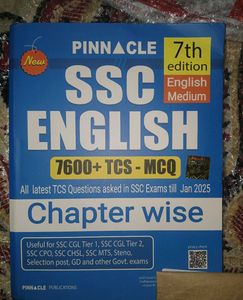 PINNACLE
7th
edition
New
SSC
English
Medium
ENGLISH
7600+ TCS - MCQ
All latest TCS Questions asked in SSC Exams till Jan 2025
Chapter wise
Useful for SSC CGL Tier 1, SSC CGL Tier 2,
SSC CPO, SSC CHSL, SSC MTS, Steno,
Selection post, GD and other Govt. exams
PINNACLE PUBLICATIONS